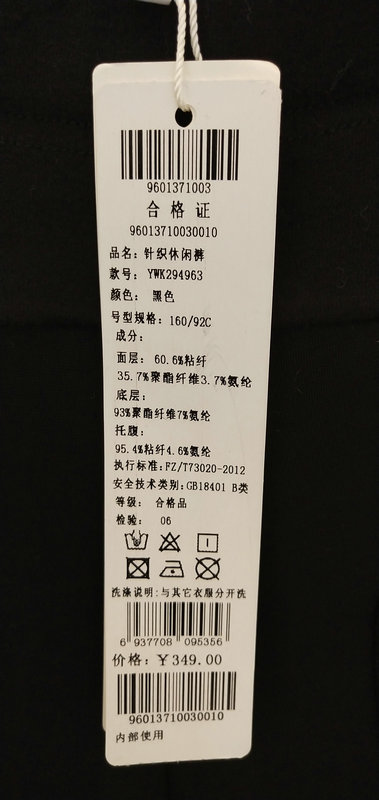 9601371003
合格证
96013710030010
品名：针织休闲裤
款号：YWK294963
颜色：黑色
号型规格：160/92C
成分：
面层：60.6%粘纤
35.7%聚酯纤维3.7%氨纶
底层：
93%聚酯纤维7%氨纶
托腹：
95.4%粘纤4.6%氨纶
执行标准：FZ/T73020-2012
安全技术类别：GB18401 B类
等级：合格品
检验：06
洗涤说明：与其它衣服分开洗
6 937708 095356
价格：￥349.00
96013710030010
内部使用